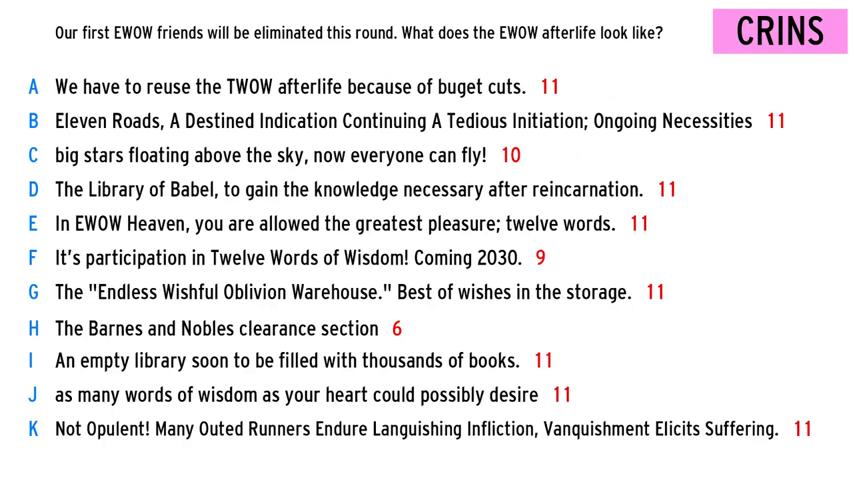 Our first EWOW friends will be eliminated this round. What does the EWOW afterlife look like?
CRINS
A We have to reuse the TWOW afterlife because of buget cuts. 11
B Eleven Roads, A Destined Indication Continuing A Tedious Initiation; Ongoing Necessities 11
C big stars floating above the sky, now everyone can fly! 10
D The Library of Babel, to gain the knowledge necessary after reincarnation. 11
E In EWOW Heaven, you are allowed the greatest pleasure; twelve words. 11
F It's participation in Twelve Words of Wisdom! Coming 2030. 9
G The "Endless Wishful Oblivion Warehouse." Best of wishes in the storage. 11
H The Barnes and Nobles clearance section 6
I An empty library soon to be filled with thousands of books. 11
J as many words of wisdom as your heart could possibly desire 11
K Not Opulent! Many Outed Runners Endure Languishing Infliction, Vanquishment Elicits Suffering. 11